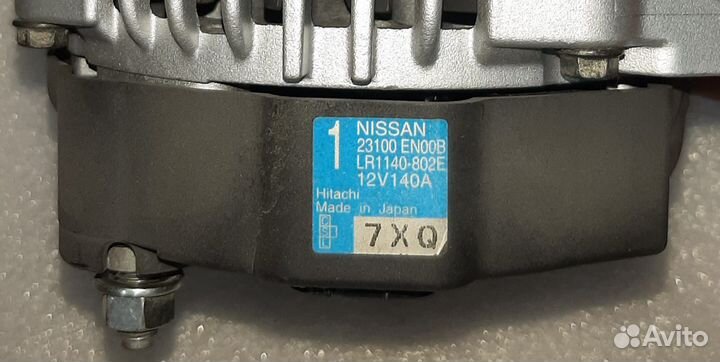 1
NISSAN
23100 EN00B
LR1140-802E
12V140A
Hitachi
Made in Japan
C
S
L
7XQ
Avito